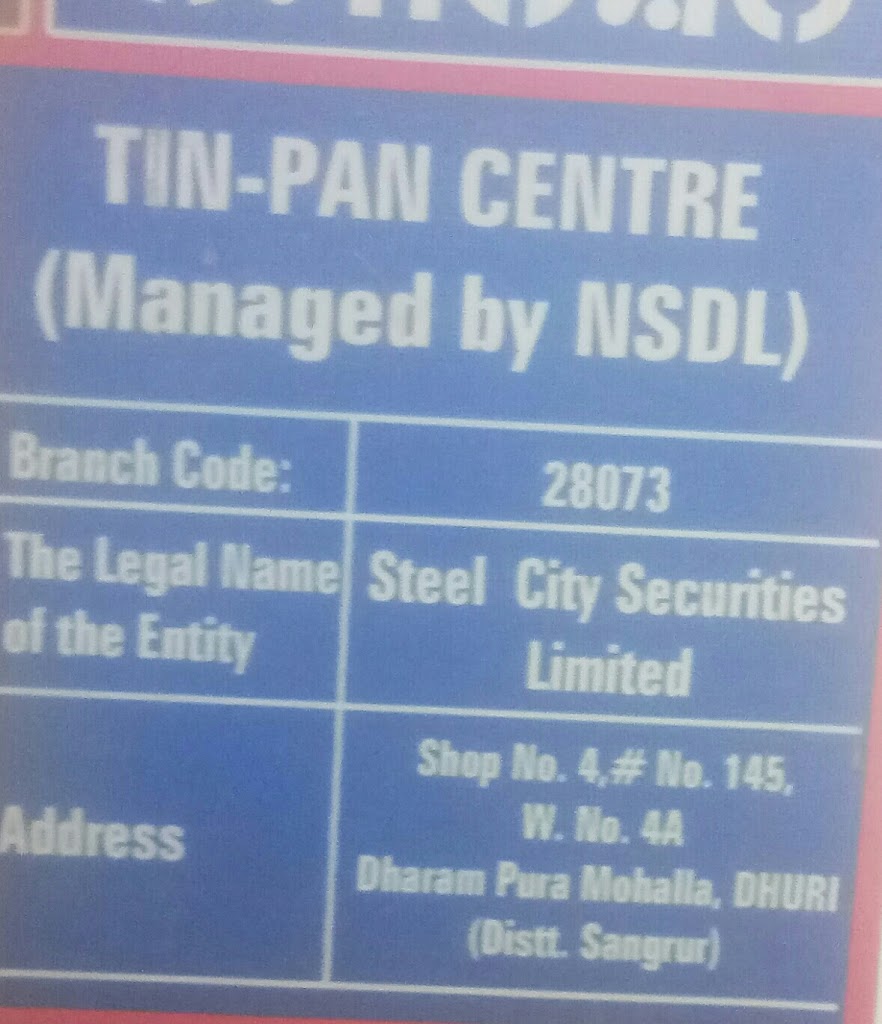 TIN-PAN CENTRE
(Managed by NSDL)
Branch Code: 28073
The Legal Name
of the Entity
Steel City Securities
Limited
Address
Shop No. 4,# No. 145,
W. No. 4A
Dharam Pura Mohalla, DHURI
(Distt. Sangrur)